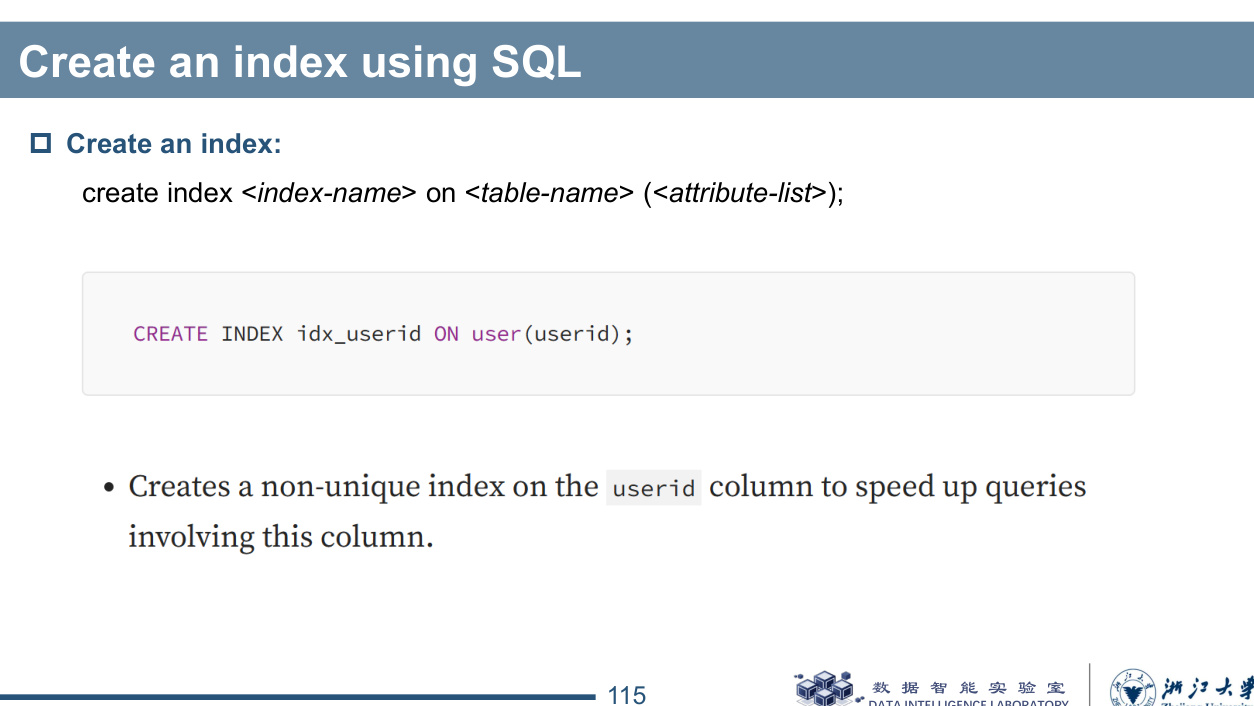 Create an index using SQL
Create an index:
create index <index-name> on <table-name> (<attribute-list>);
CREATE INDEX idx_userid ON user(userid);
• Creates a non-unique index on the userid column to speed up queries
involving this column.
115
数据智能实验室
DATA INTELLIGENCE LABORATORY
浙江大学
Zhejiang University